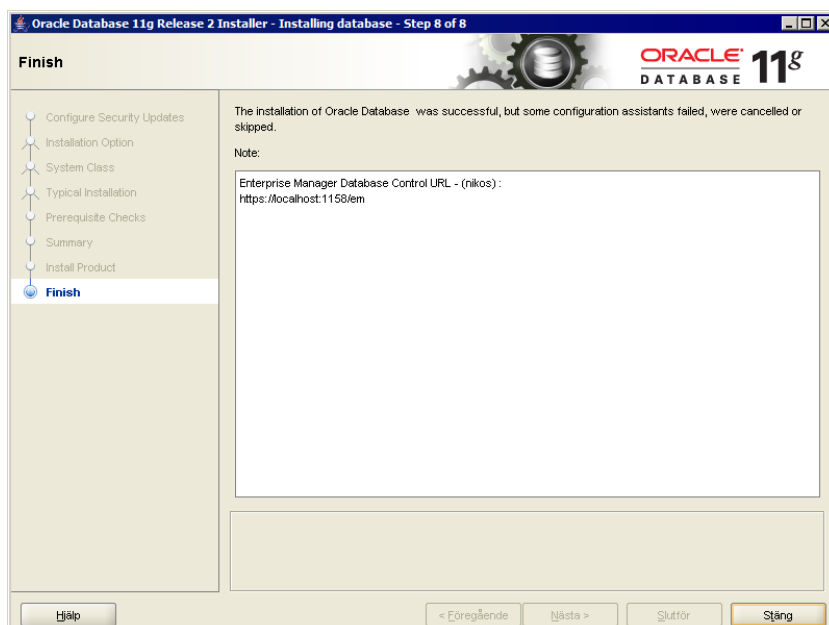 Oracle Database 11g Release 2 Installer - Installing database - Step 8 of 8
Finish
ORACLE
DATABASE 11g
Configure Security Updates
Installation Option
System Class
Typical Installation
Prerequisite Checks
Summary
Install Product
Finish
The installation of Oracle Database was successful, but some configuration assistants failed, were cancelled or
skipped.
Note:
Enterprise Manager Database Control URL - (nikos) :
https://localhost:1158/em
Hjälp
< Föregående
Nästa >
Slutför
Stäng